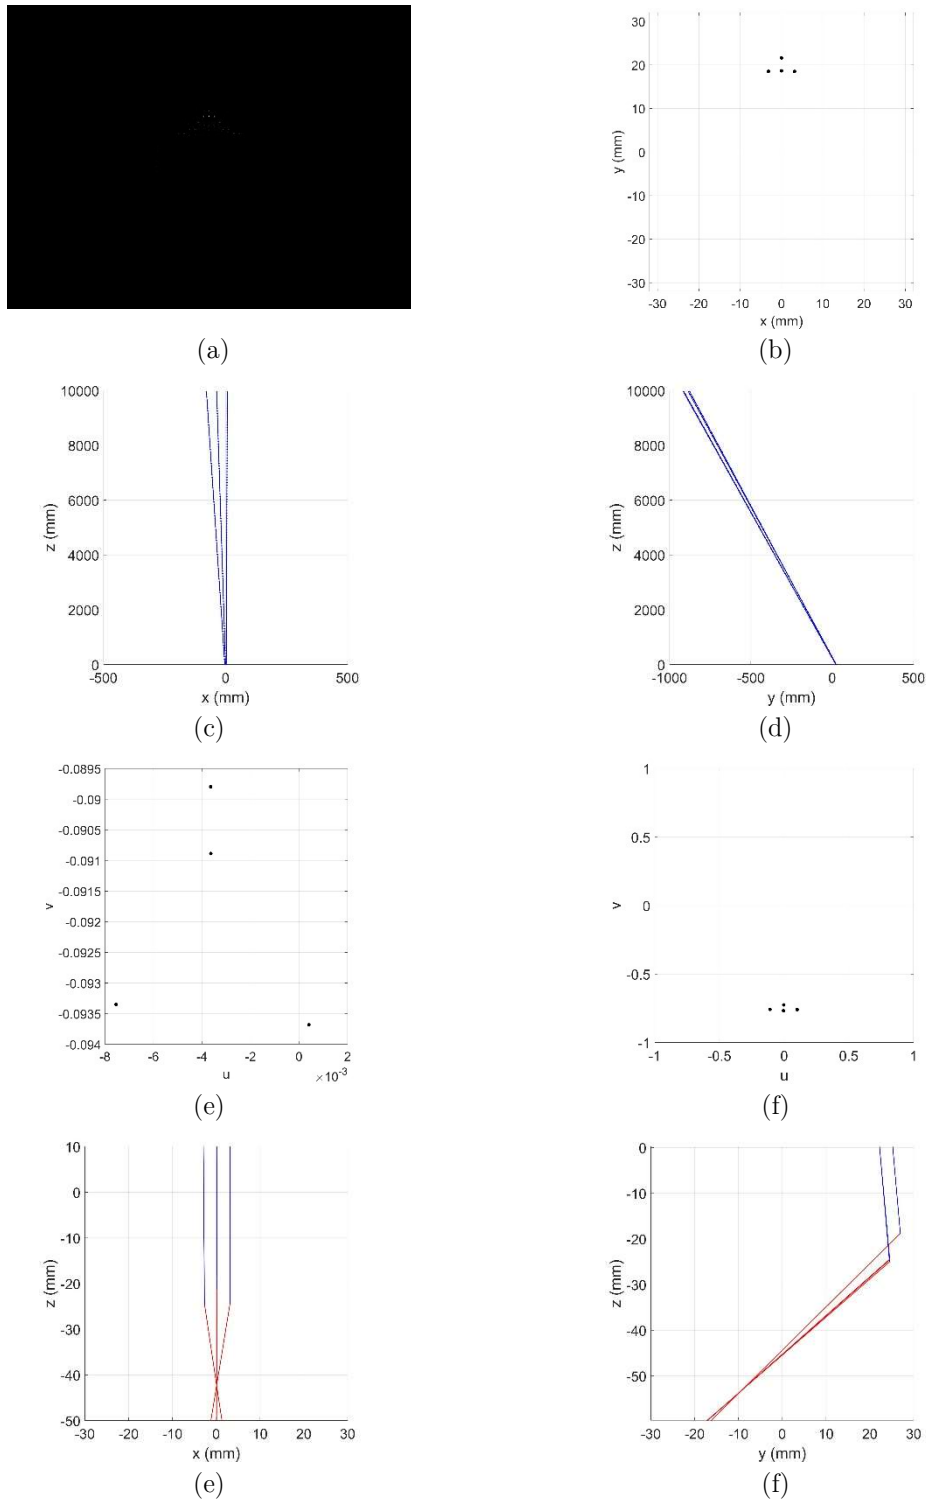 30
20
10
0
-10
-20
-30
y (mm)
-30 -20 -10 0 10 20 30
x (mm)
(a) (b)
10000
8000
6000
4000
2000
0
z (mm)
-500 0 500
x (mm)
10000
8000
6000
4000
2000
0
z (mm)
-1000 -500 0 500
y (mm)
(c) (d)
-0.0895
-0.09
-0.0905
-0.091
-0.0915
-0.092
-0.0925
-0.093
-0.0935
-0.094
v
-8 -6 -4 -2 0 2
u ×10-3
1
0.5
0
-0.5
-1
v
-1 -0.5 0 0.5 1
u
(e) (f)
10
0
-10
-20
-30
-40
-50
z (mm)
-30 -20 -10 0 10 20 30
x (mm)
0
-10
-20
-30
-40
-50
z (mm)
-30 -20 -10 0 10 20 30
y (mm)
(e) (f)